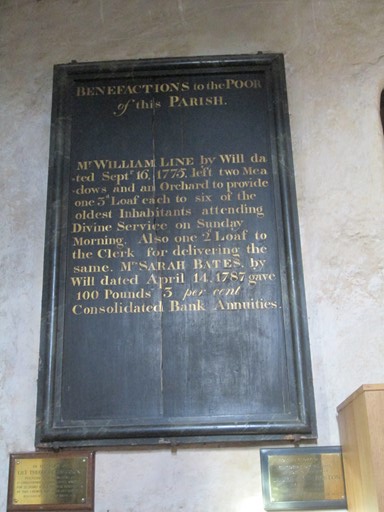 BENEFACTIONS to the POOR
of this PARISH.
Mr. WILLIAM LINE by Will da
-ted Septr. 16, 1775, left two Mea
-dows and an Orchard to provide
one 3d Loaf each to six of the
oldest Inhabitants attending
Divine Service on Sunday
Morning. Also one 2d Loaf to
the Clerk for delivering the
same. Mrs SARAH BATES, by
Will dated April 14, 1787 gave
100 Pounds 3 per cent
Consolidated Bank Annuities.